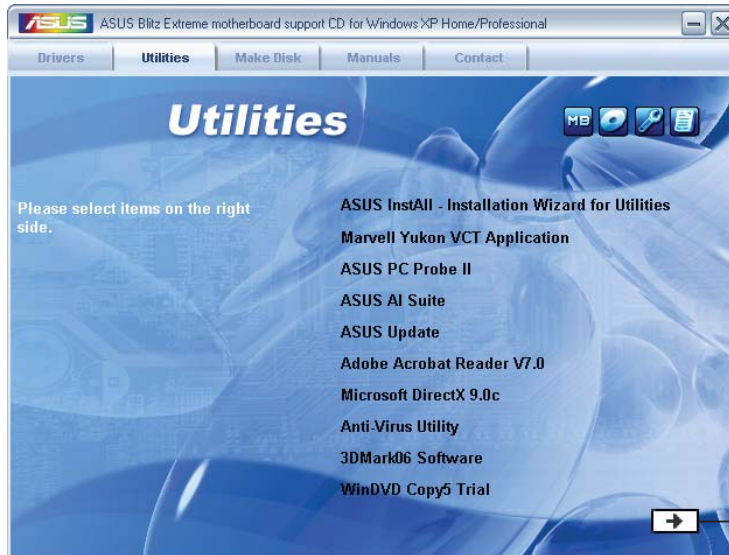 ASUS ASUS Blitz Extreme motherboard support CD for Windows XP Home/Professional
Drivers Utilities Make Disk Manuals Contact
Utilities
MB
Please select items on the right
side.
ASUS InstAll - Installation Wizard for Utilities
Marvell Yukon VCT Application
ASUS PC Probe II
ASUS AI Suite
ASUS Update
Adobe Acrobat Reader V7.0
Microsoft DirectX 9.0c
Anti-Virus Utility
3DMark06 Software
WinDVD Copy5 Trial